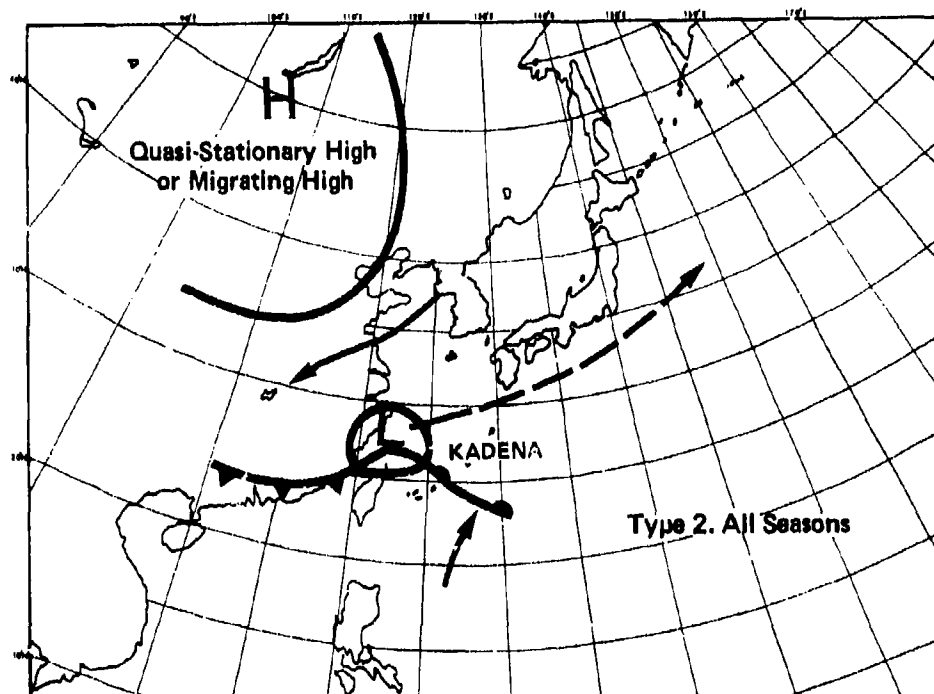 H
Quasi-Stationary High
or Migrating High
L
KADENA
Type 2. All Seasons